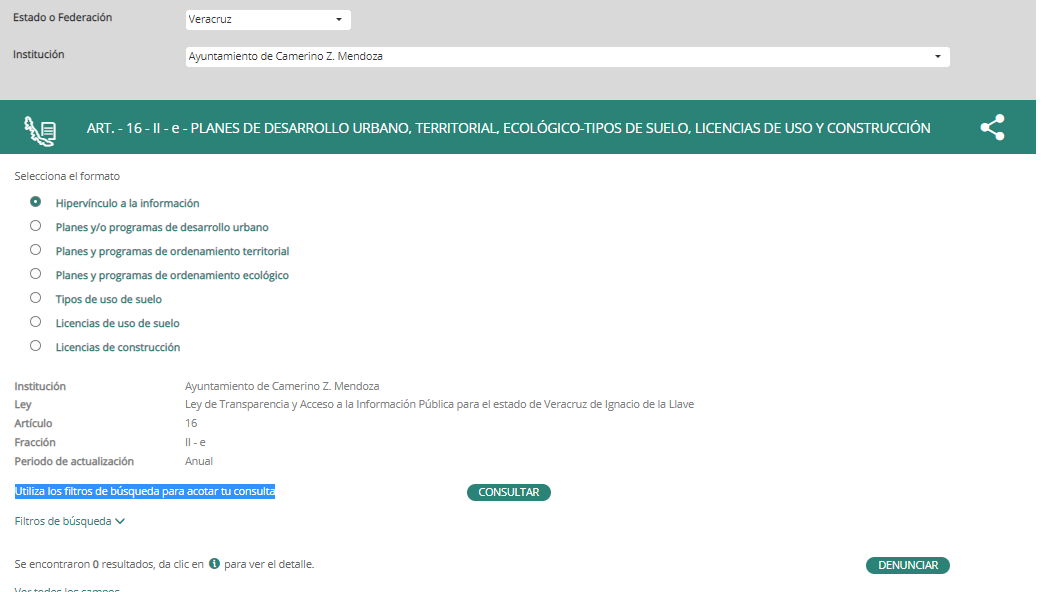 Estado o Federación
Veracruz
Institución
Ayuntamiento de Camerino Z. Mendoza
ART. - 16 - II - e - PLANES DE DESARROLLO URBANO, TERRITORIAL, ECOLÓGICO-TIPOS DE SUELO, LICENCIAS DE USO Y CONSTRUCCIÓN
Selecciona el formato
Hipervínculo a la información
Planes y/o programas de desarrollo urbano
Planes y programas de ordenamiento territorial
Planes y programas de ordenamiento ecológico
Tipos de uso de suelo
Licencias de uso de suelo
Licencias de construcción
Institución Ayuntamiento de Camerino Z. Mendoza
Ley Ley de Transparencia y Acceso a la Información Pública para el estado de Veracruz de Ignacio de la Llave
Artículo 16
Fracción II - e
Periodo de actualización Anual
Utiliza los filtros de búsqueda para acotar tu consulta CONSULTAR
Filtros de búsqueda
Se encontraron 0 resultados, da clic en i para ver el detalle. DENUNCIAR
Ver todos los campos